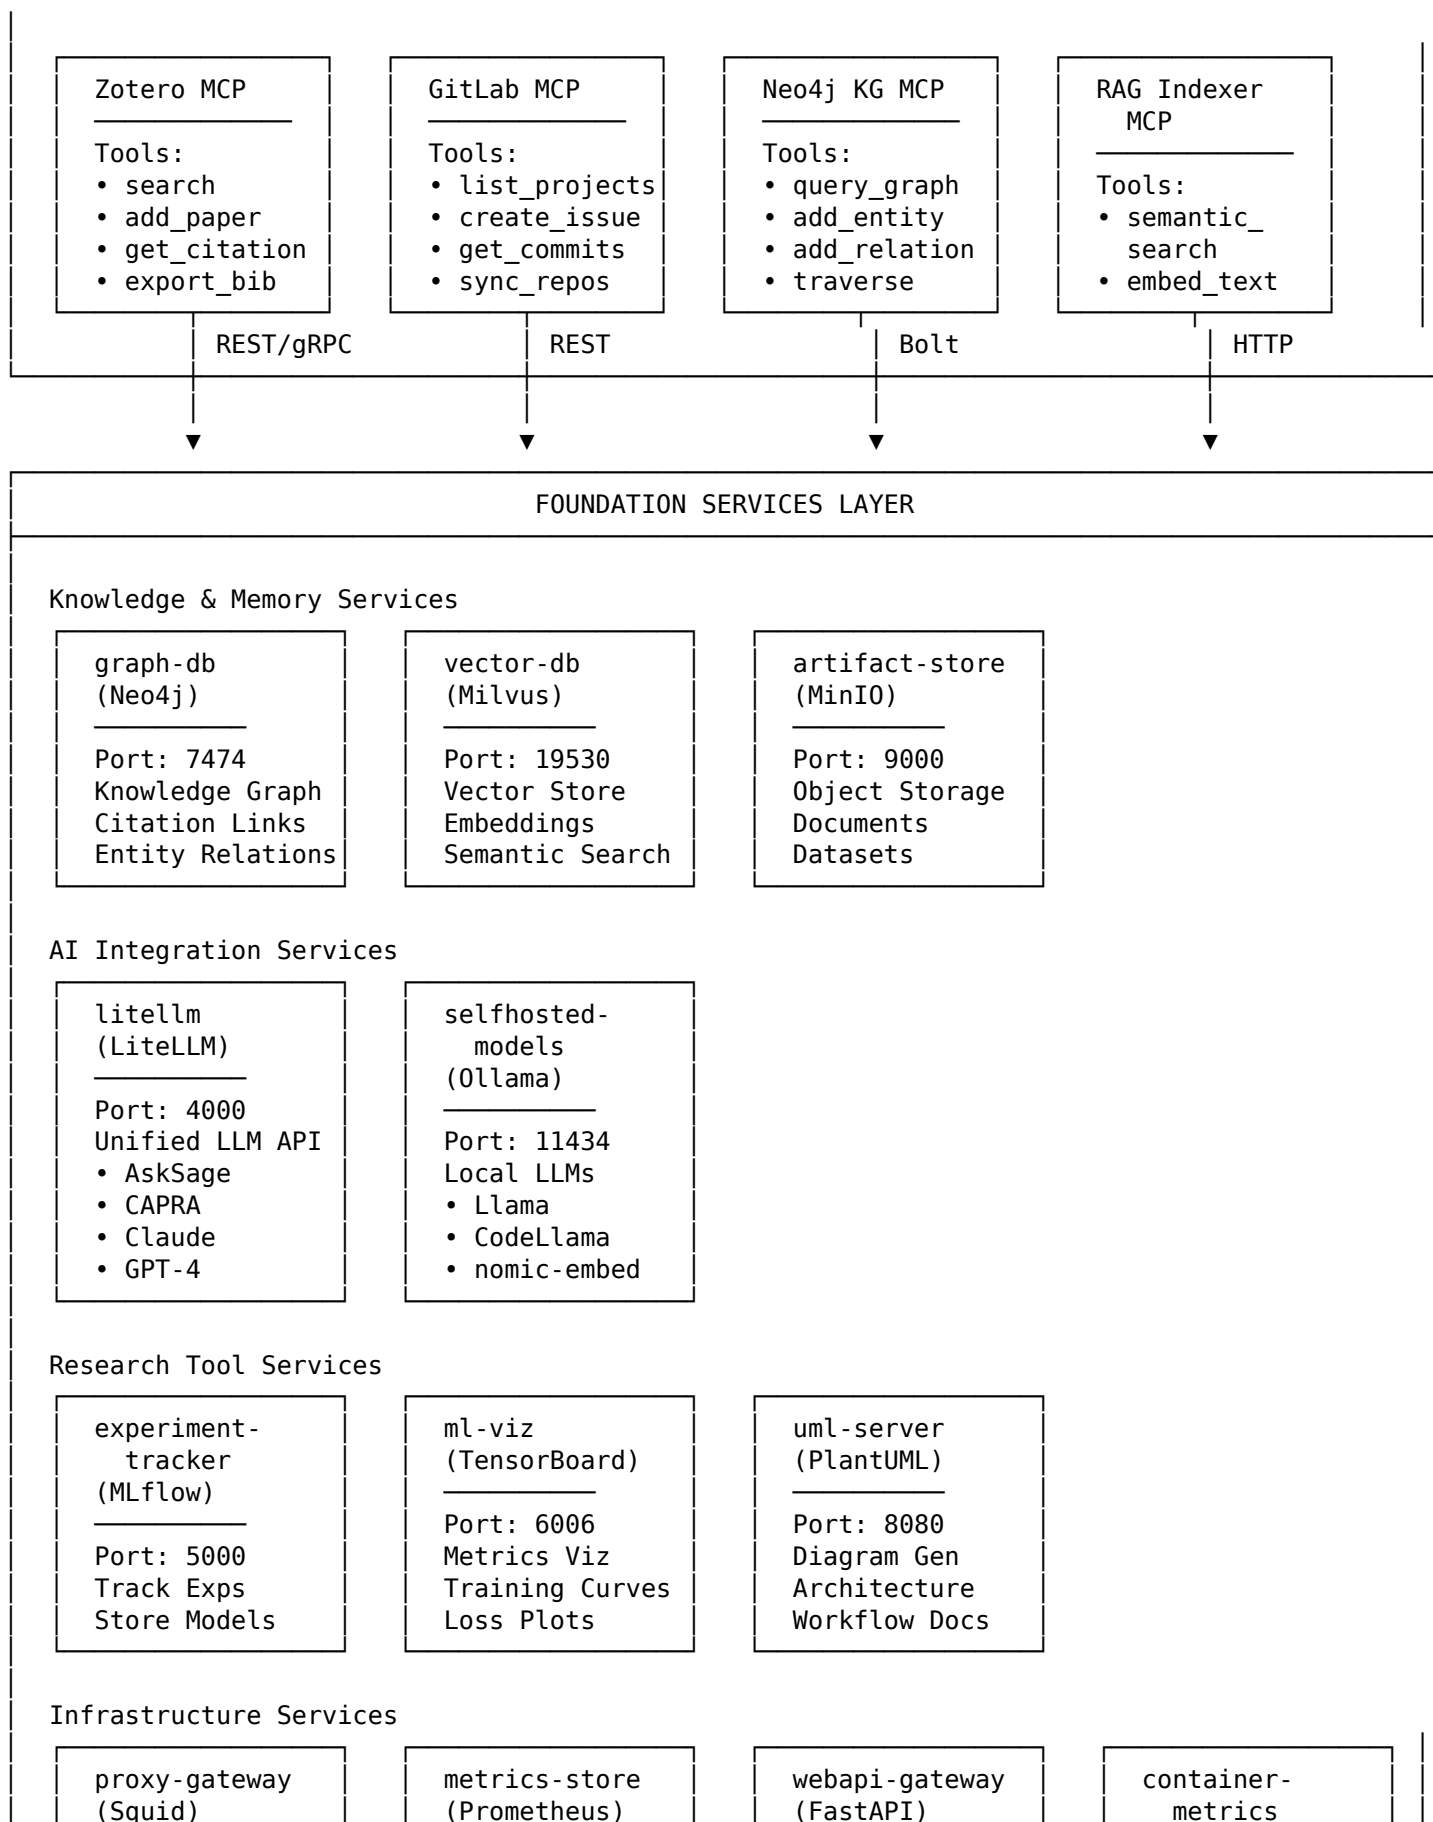 Zotero MCP
Tools:
• search
• add_paper
• get_citation
• export_bib
GitLab MCP
Tools:
• list_projects
• create_issue
• get_commits
• sync_repos
Neo4j KG MCP
Tools:
• query_graph
• add_entity
• add_relation
• traverse
RAG Indexer
MCP
Tools:
• semantic_
search
• embed_text
REST/gRPC
REST
Bolt
HTTP
FOUNDATION SERVICES LAYER
Knowledge & Memory Services
graph-db
(Neo4j)
Port: 7474
Knowledge Graph
Citation Links
Entity Relations
vector-db
(Milvus)
Port: 19530
Vector Store
Embeddings
Semantic Search
artifact-store
(MinIO)
Port: 9000
Object Storage
Documents
Datasets
AI Integration Services
litellm
(LiteLLM)
Port: 4000
Unified LLM API
• AskSage
• CAPRA
• Claude
• GPT-4
selfhosted-
models
(Ollama)
Port: 11434
Local LLMs
• Llama
• CodeLlama
• nomic-embed
Research Tool Services
experiment-
tracker
(MLflow)
Port: 5000
Track Exps
Store Models
ml-viz
(TensorBoard)
Port: 6006
Metrics Viz
Training Curves
Loss Plots
uml-server
(PlantUML)
Port: 8080
Diagram Gen
Architecture
Workflow Docs
Infrastructure Services
proxy-gateway
(Squid)
metrics-store
(Prometheus)
webapi-gateway
(FastAPI)
container-
metrics